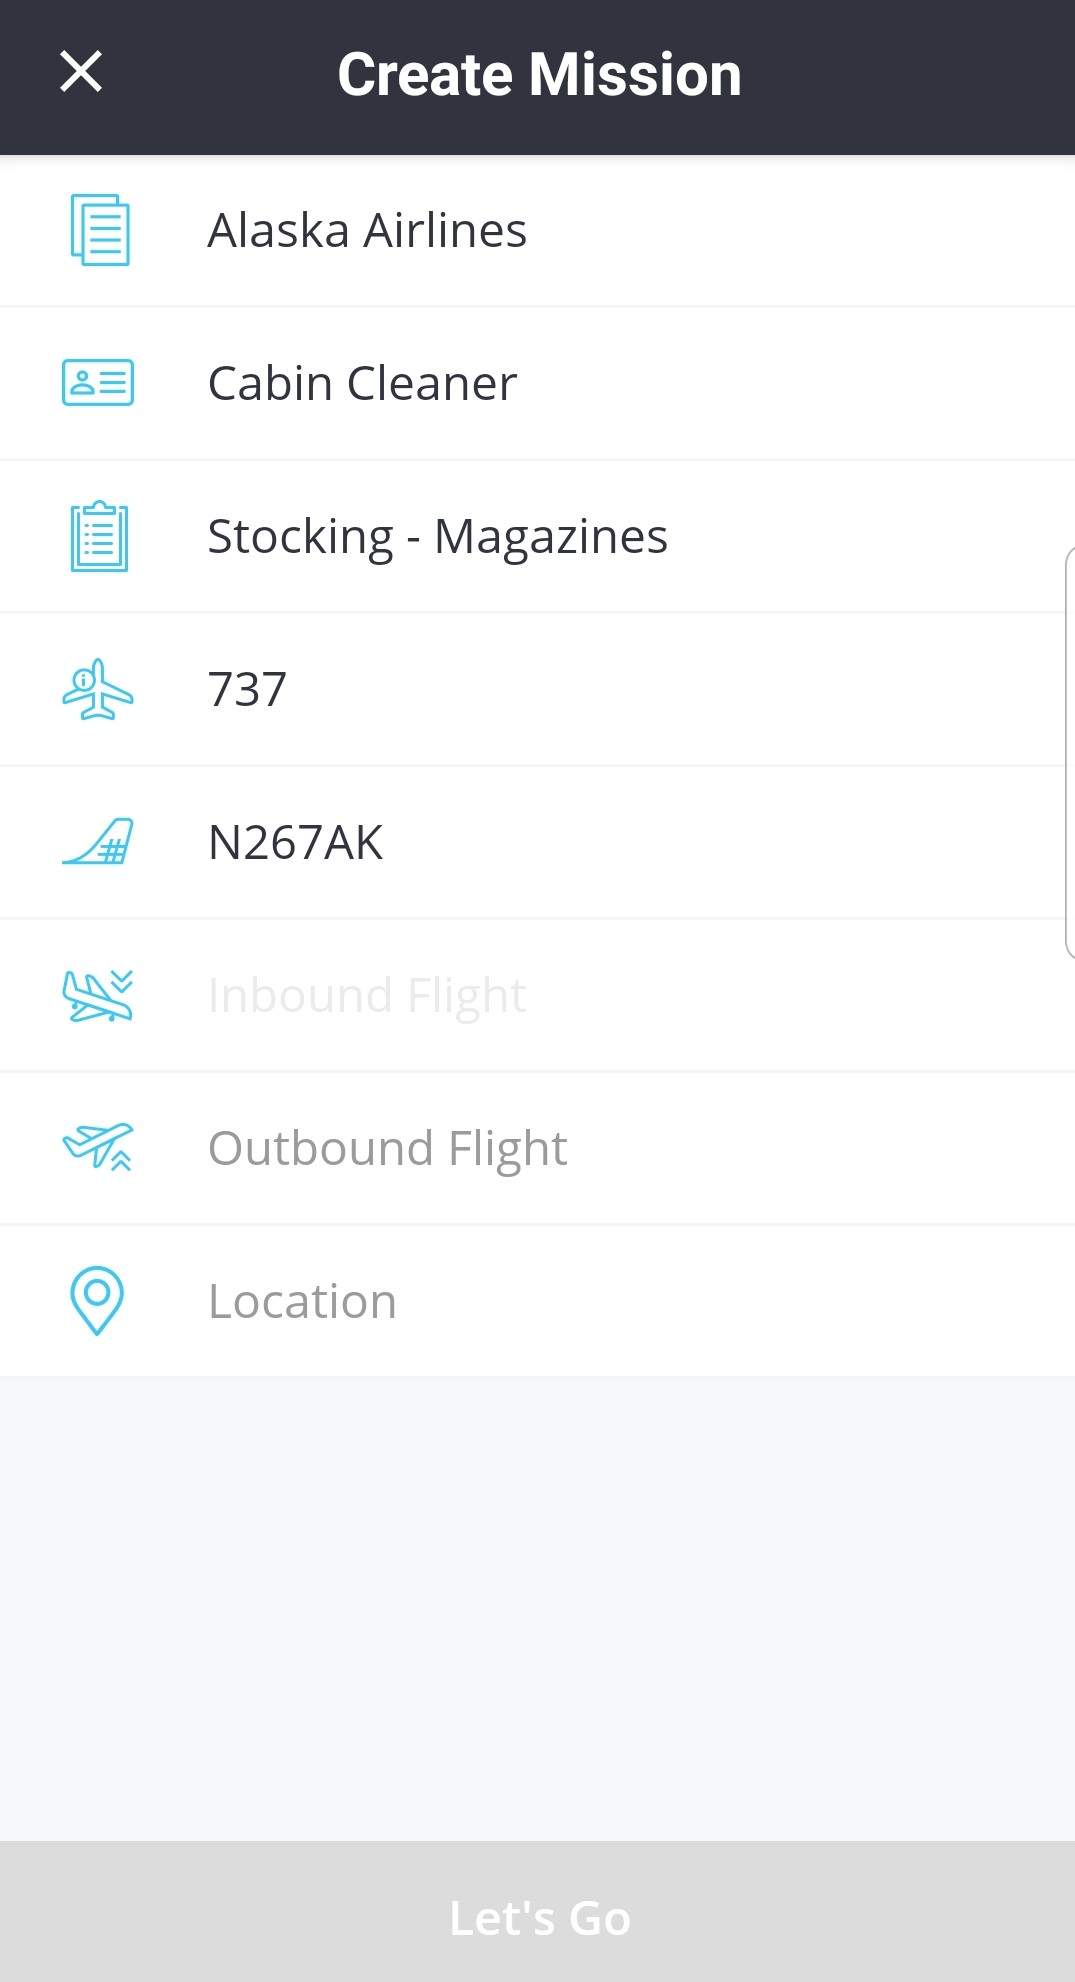 Create Mission
Alaska Airlines
Cabin Cleaner
Stocking - Magazines
737
N267AK
Inbound Flight
Outbound Flight
Location
Let's Go